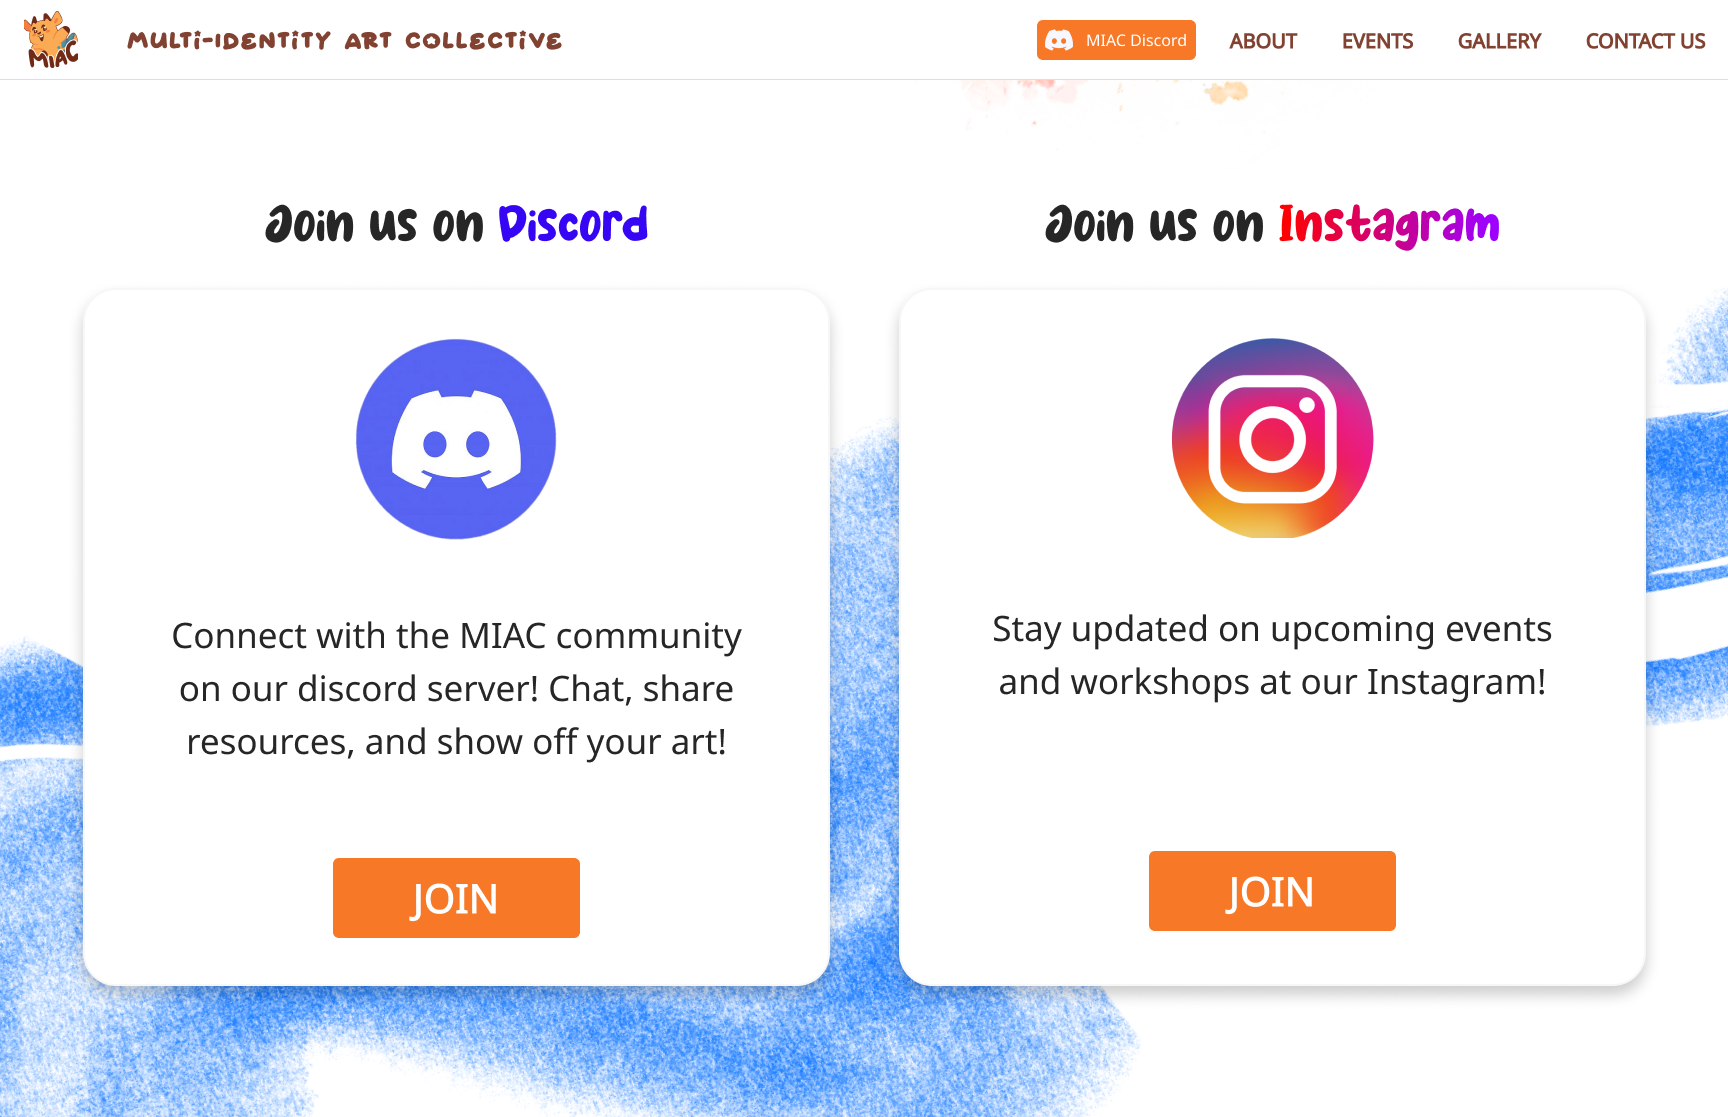 MIAC
MULTI-IDENTITY ART COLLECTIVE
MIAC Discord
ABOUT
EVENTS
GALLERY
CONTACT US
Join us on Discord
Connect with the MIAC community
on our discord server! Chat, share
resources, and show off your art!
JOIN
Join us on Instagram
Stay updated on upcoming events
and workshops at our Instagram!
JOIN